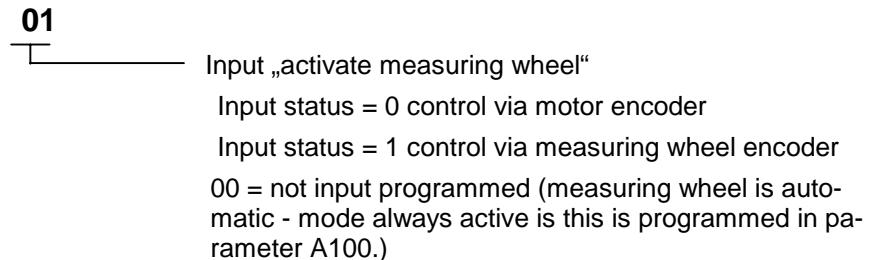 01
Input „activate measuring wheel“
Input status = 0 control via motor encoder
Input status = 1 control via measuring wheel encoder
00 = not input programmed (measuring wheel is auto-
matic - mode always active is this is programmed in pa-
rameter A100.)